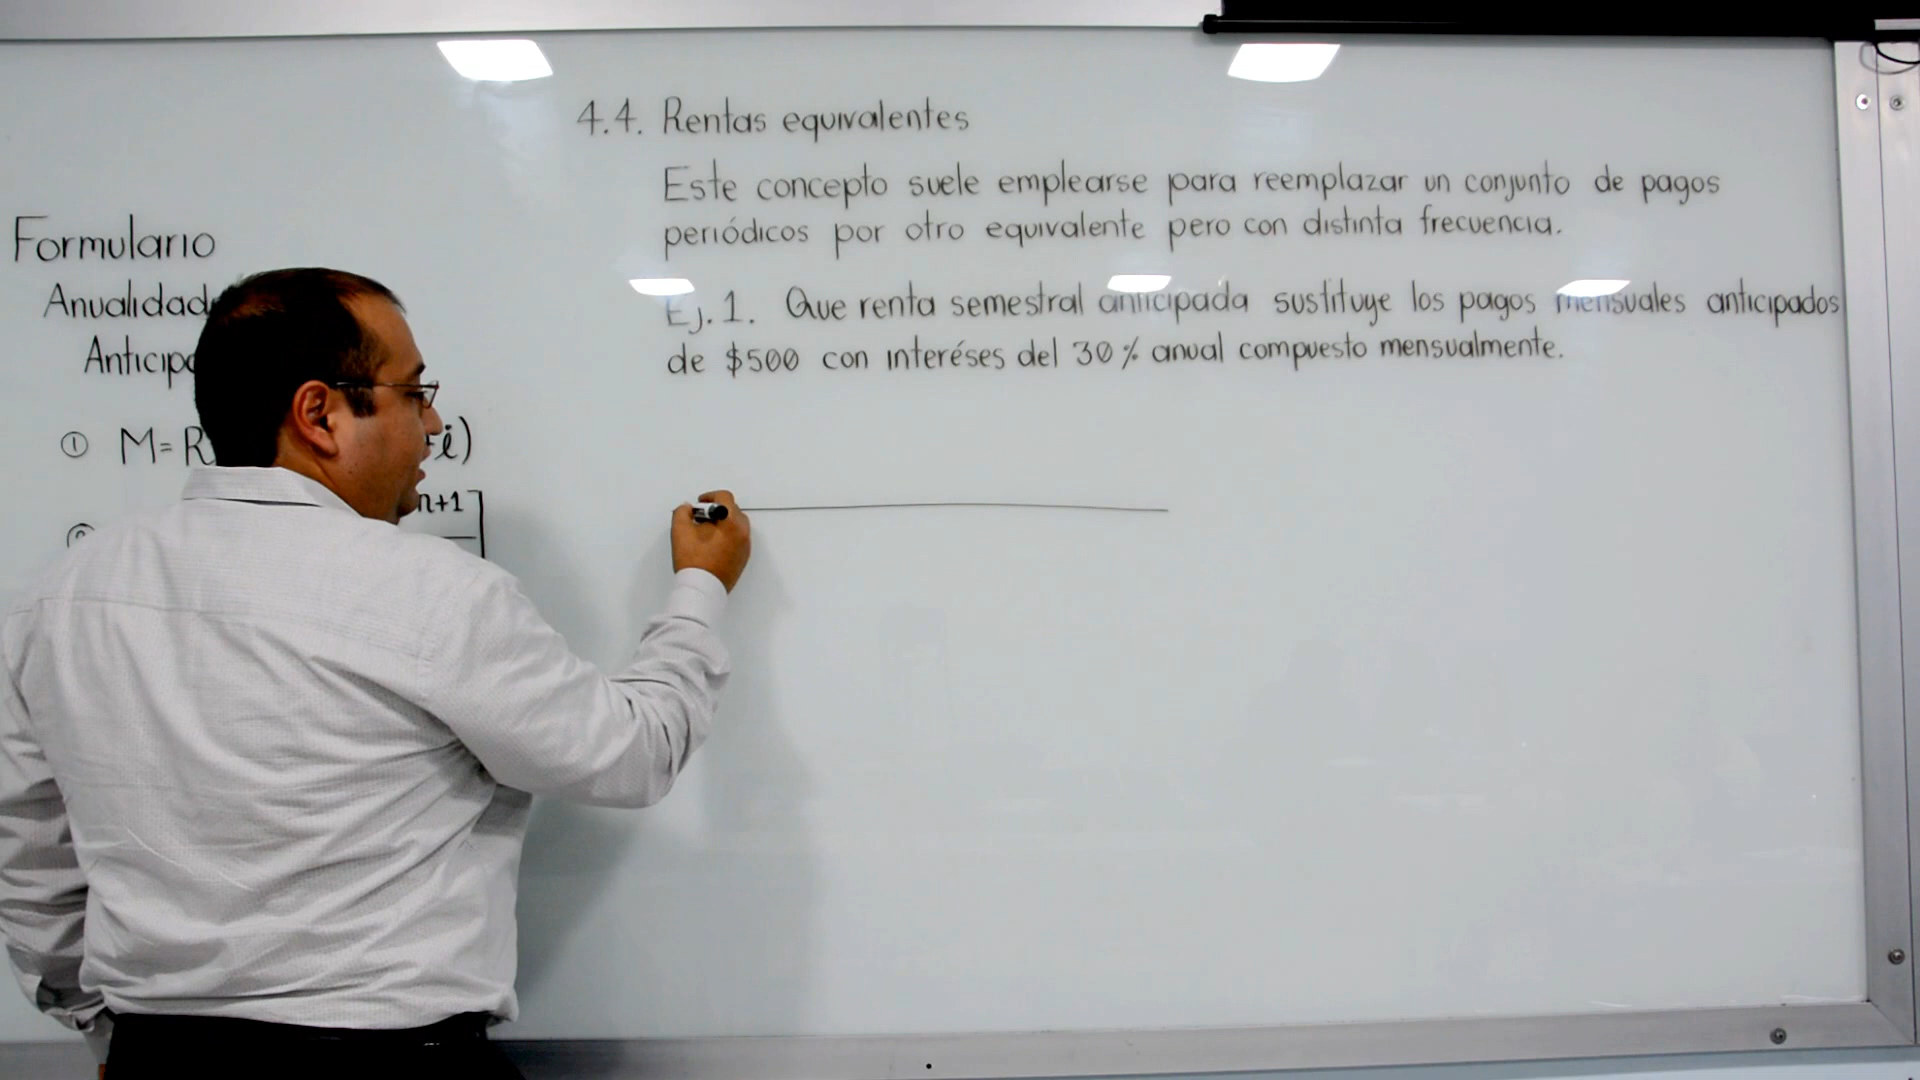 4.4. Rentas equivalentes
Este concepto suele emplearse para reemplazar un conjunto de pagos
periódicos por otro equivalente pero con distinta frecuencia.
Ej. 1. Que renta semestral anticipada sustituye los pagos mensuales anticipados
de $500 con interéses del 30% anual compuesto mensualmente.
Formulario
① M=R i)
n+1